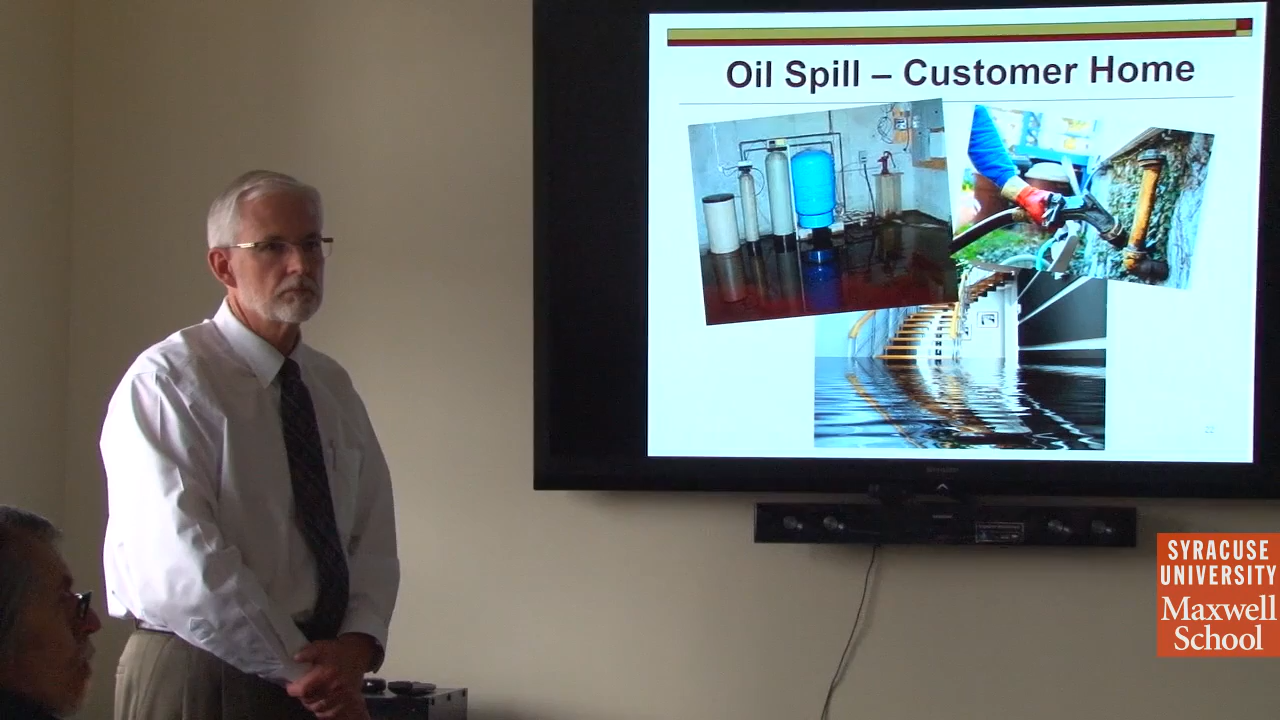 Oil Spill – Customer Home
SYRACUSE
UNIVERSITY
Maxwell
School